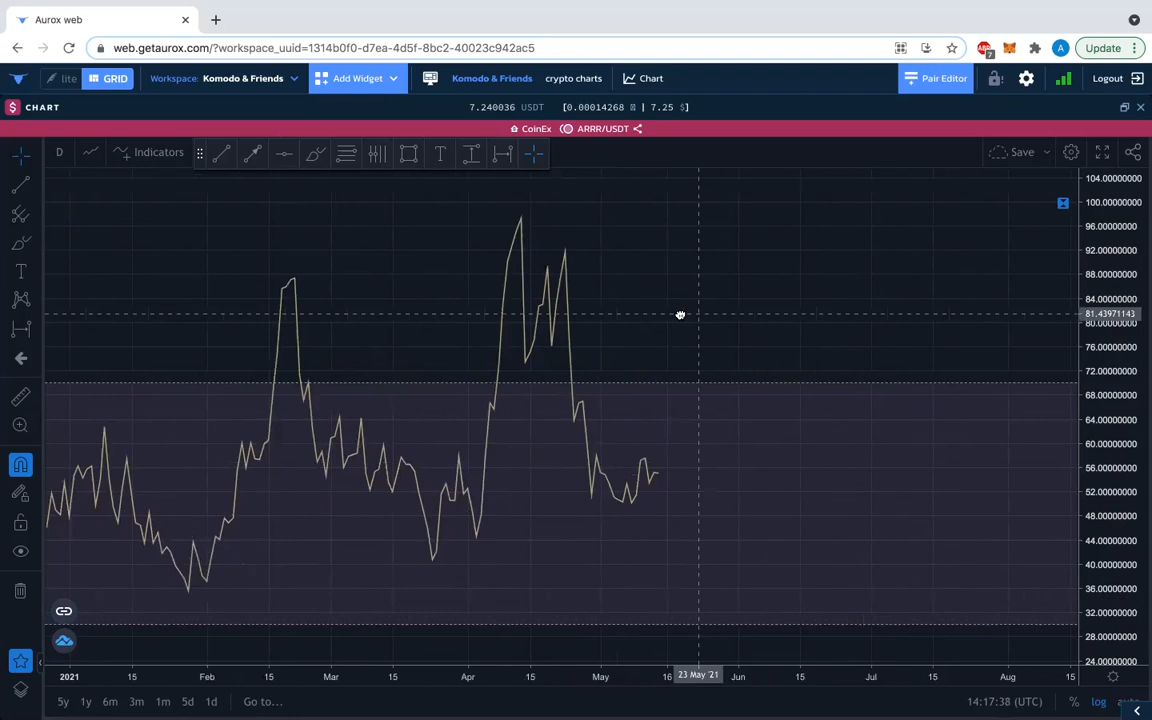 Aurox web
web.getaurox.com/?workspace_uuid=1314b0f0-d7ea-4d5f-8bc2-40023c942ac5
7
A
Update
lite
GRID
Workspace: Komodo & Friends
Add Widget
Komodo & Friends
crypto charts
Chart
Pair Editor
Logout
$ CHART
7.240036 USDT
[0.00014268 ₿ | 7.25 $]
CoinEx
ARRR/USDT
D
Indicators
T
Save
104.00000000
100.00000000
96.00000000
92.00000000
88.00000000
84.00000000
81.43971143
80.00000000
76.00000000
72.00000000
68.00000000
64.00000000
60.00000000
56.00000000
52.00000000
48.00000000
44.00000000
40.00000000
36.00000000
32.00000000
28.00000000
24.00000000
T
2021 15 Feb 15 Mar 15 Apr 15 May 16 23 May '21 Jun 15 Jul 15 Aug 15
5y 1y 6m 3m 1m 5d 1d Go to...
14:17:38 (UTC) % log